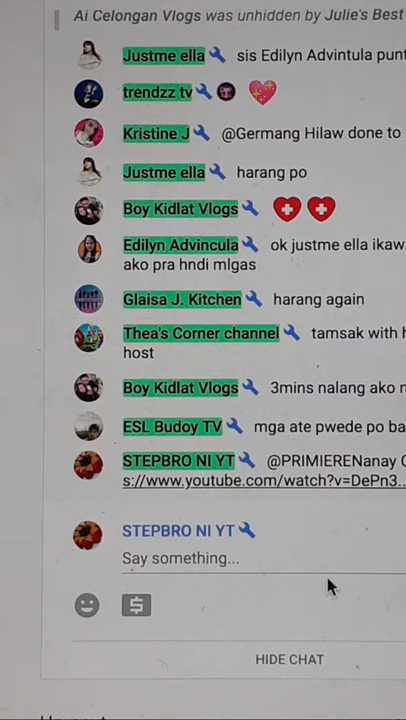 Ai Celongan Vlogs was unhidden by Julie's Best
Justme ella sis Edilyn Advintula punt
trendzz tv
Kristine J @Germang Hilaw done to
Justme ella harang po
Boy Kidlat Vlogs
Edilyn Advincula ok justme ella ikaw
ako pra hndi mlgas
Glaisa J. Kitchen harang again
Thea's Corner channel tamsak with h
host
Boy Kidlat Vlogs 3mins nalang ako n
ESL Budoy TV mga ate pwede po ba
STEPBRO NI YT @PRIMIERENanay
s://www.youtube.com/watch?v=DePn3...
STEPBRO NI YT
Say something...
HIDE CHAT